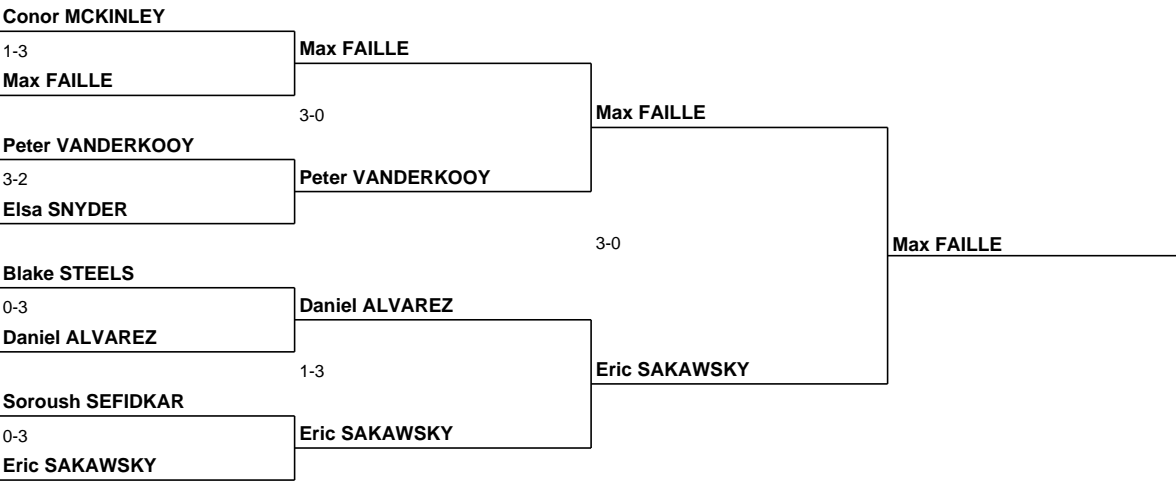 Conor MCKINLEY
1-3
Max FAILLE
Peter VANDERKOOY
3-2
Elsa SNYDER
Blake STEELS
0-3
Daniel ALVAREZ
Soroush SEFIDKAR
0-3
Eric SAKAWSKY
Max FAILLE
3-0
Peter VANDERKOOY
Daniel ALVAREZ
1-3
Eric SAKAWSKY
Max FAILLE
3-0
Eric SAKAWSKY
Max FAILLE